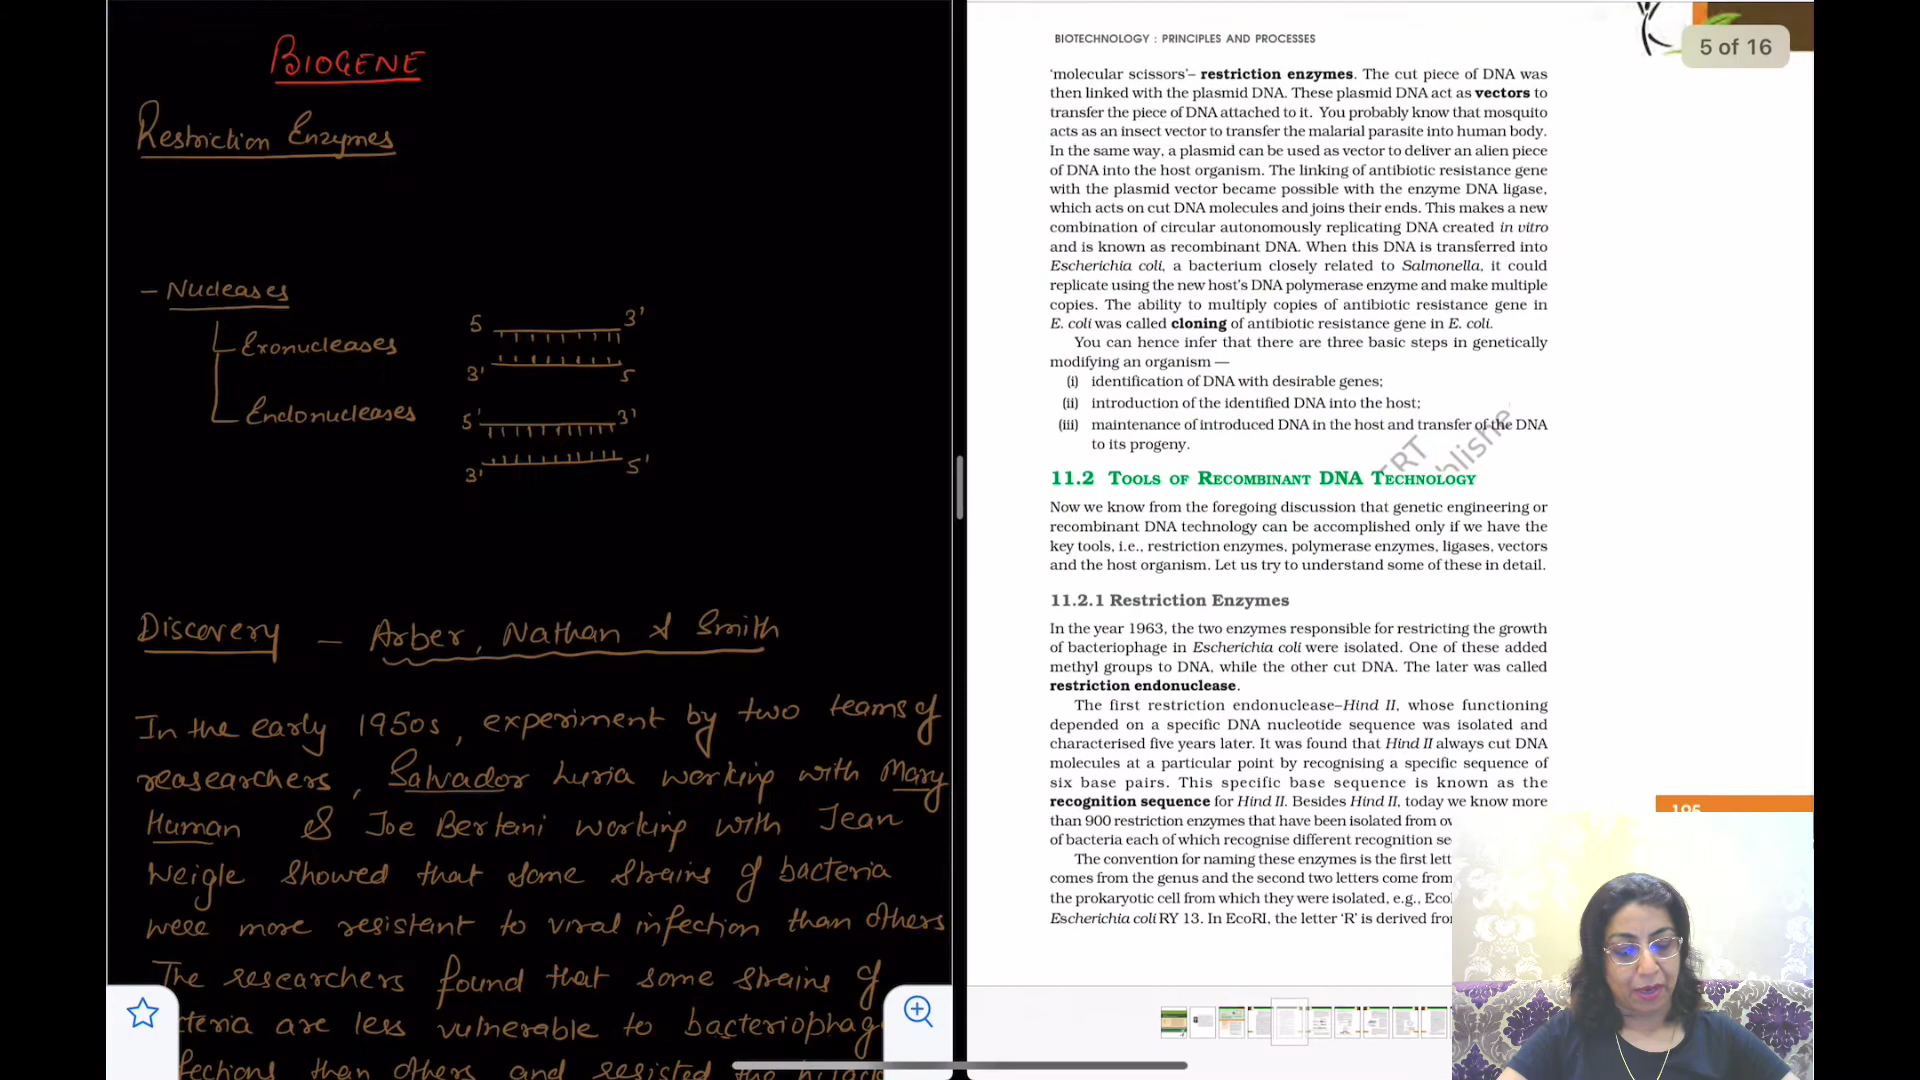 BIOGENE
Restriction Enzymes
- Nucleases
Exonucleases
Endonucleases
5 3'
3' 5
5' 3'
3' 5'
Discovery - Arber, Nathan & Smith
In the early 1950s, experiment by two teams of
reasearchers, Salvador Luria working with Mary
Human & Joe Bertani working with Jean
Weigle showed that some strains of bacteria
were more resistant to viral infection than others
The researchers found that some strains of
cteria are less vulnerable to bacteriophag
fections than others and resisted the
BIOTECHNOLOGY : PRINCIPLES AND PROCESSES
5 of 16
'molecular scissors'– restriction enzymes. The cut piece of DNA was
then linked with the plasmid DNA. These plasmid DNA act as vectors to
transfer the piece of DNA attached to it. You probably know that mosquito
acts as an insect vector to transfer the malarial parasite into human body.
In the same way, a plasmid can be used as vector to deliver an alien piece
of DNA into the host organism. The linking of antibiotic resistance gene
with the plasmid vector became possible with the enzyme DNA ligase,
which acts on cut DNA molecules and joins their ends. This makes a new
combination of circular autonomously replicating DNA created in vitro
and is known as recombinant DNA. When this DNA is transferred into
Escherichia coli, a bacterium closely related to Salmonella, it could
replicate using the new host's DNA polymerase enzyme and make multiple
copies. The ability to multiply copies of antibiotic resistance gene in
E. coli was called cloning of antibiotic resistance gene in E. coli.
You can hence infer that there are three basic steps in genetically
modifying an organism —
(i) identification of DNA with desirable genes;
(ii) introduction of the identified DNA into the host;
(iii) maintenance of introduced DNA in the host and transfer of the DNA
to its progeny.
11.2 TOOLS OF RECOMBINANT DNA TECHNOLOGY
Now we know from the foregoing discussion that genetic engineering or
recombinant DNA technology can be accomplished only if we have the
key tools, i.e., restriction enzymes, polymerase enzymes, ligases, vectors
and the host organism. Let us try to understand some of these in detail.
11.2.1 Restriction Enzymes
In the year 1963, the two enzymes responsible for restricting the growth
of bacteriophage in Escherichia coli were isolated. One of these added
methyl groups to DNA, while the other cut DNA. The later was called
restriction endonuclease.
The first restriction endonuclease–Hind II, whose functioning
depended on a specific DNA nucleotide sequence was isolated and
characterised five years later. It was found that Hind II always cut DNA
molecules at a particular point by recognising a specific sequence of
six base pairs. This specific base sequence is known as the
recognition sequence for Hind II. Besides Hind II, today we know more
than 900 restriction enzymes that have been isolated from ov
of bacteria each of which recognise different recognition se
The convention for naming these enzymes is the first lett
comes from the genus and the second two letters come from
the prokaryotic cell from which they were isolated, e.g., Eco
Escherichia coli RY 13. In EcoRI, the letter 'R' is derived fro
195